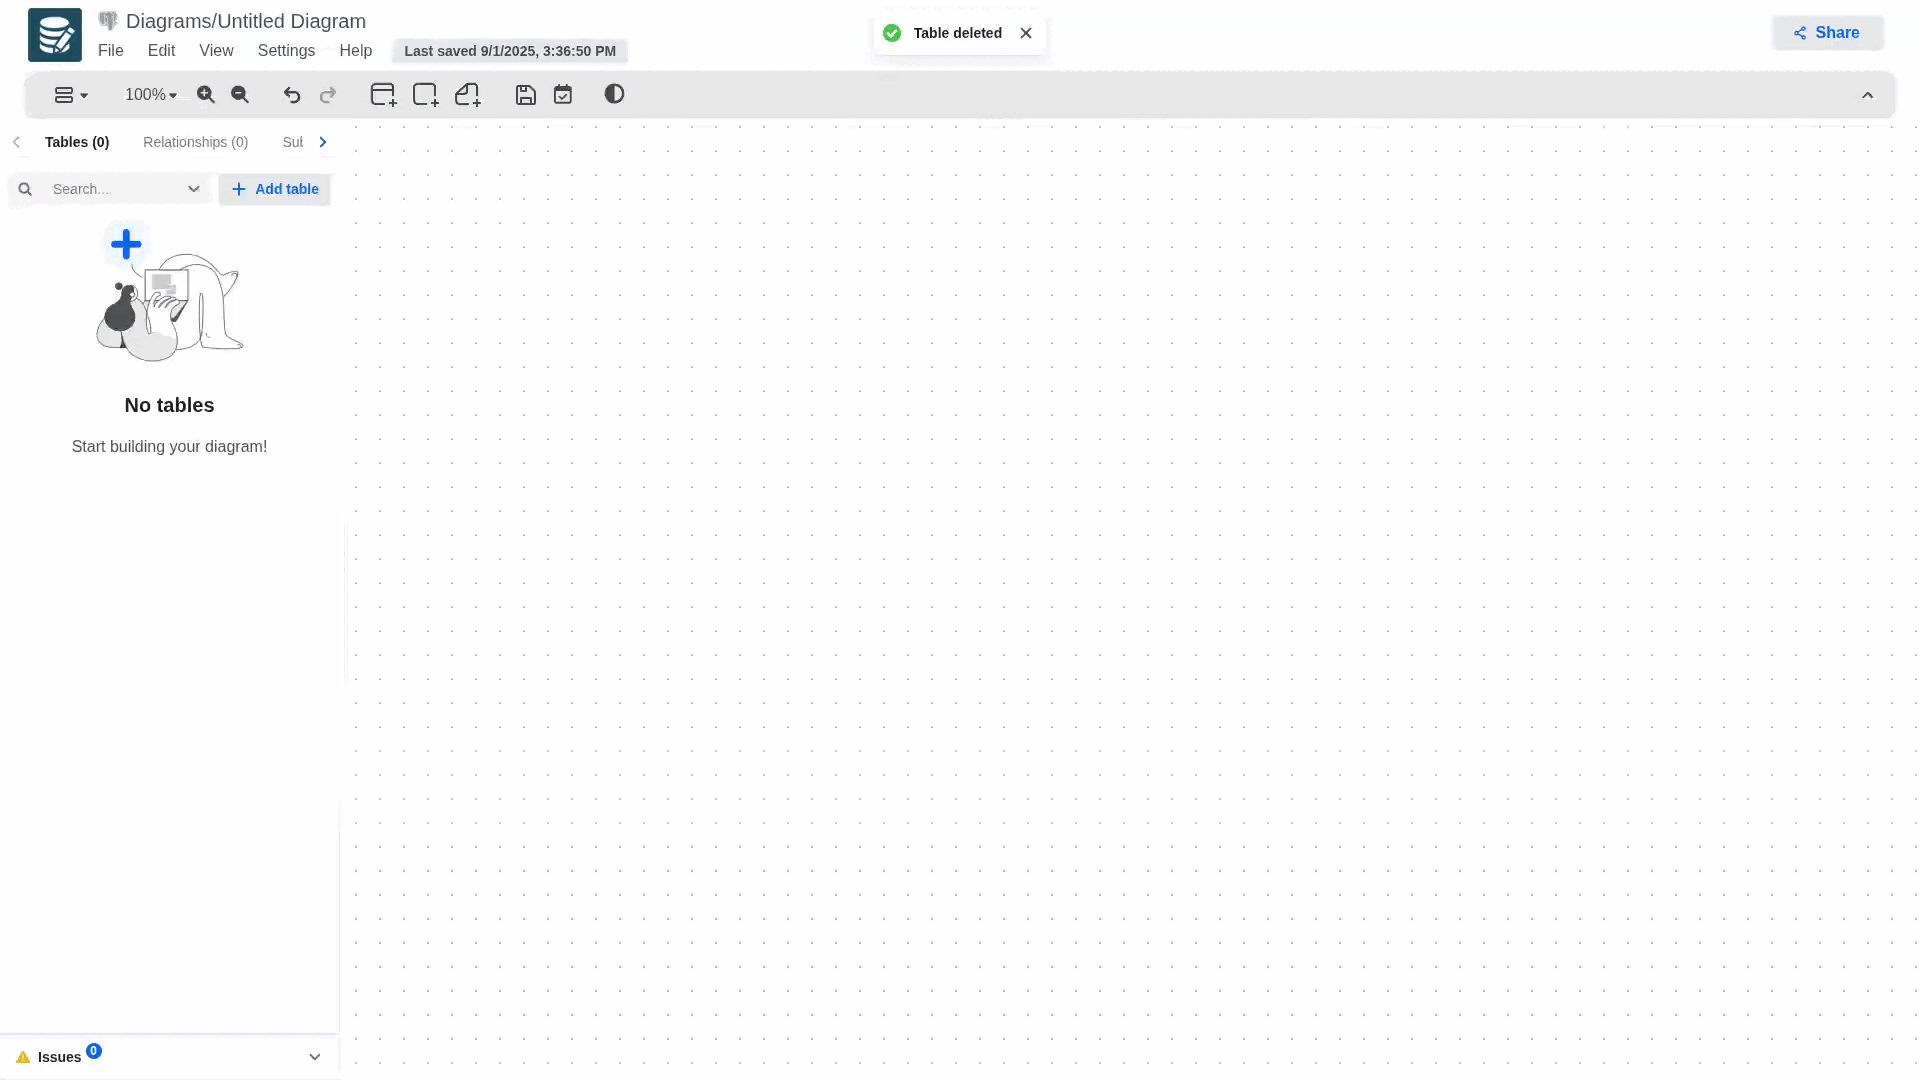 Diagrams/Untitled Diagram
File Edit View Settings Help Last saved 9/1/2025, 3:36:50 PM
Table deleted
Share
100%
Tables (0) Relationships (0) Sub
Search... Add table
No tables
Start building your diagram!
Issues 0